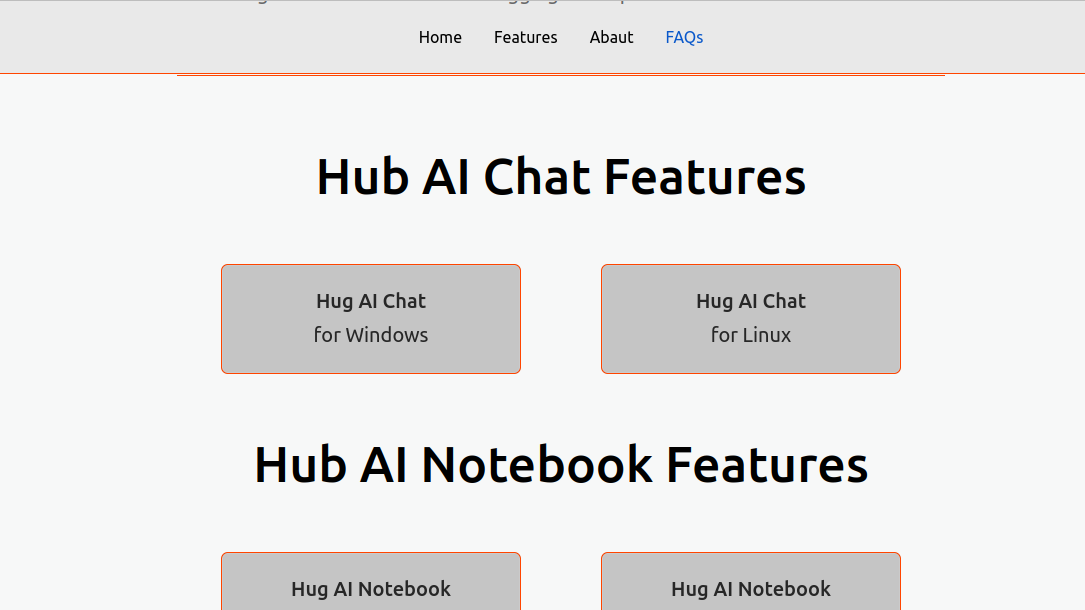 Home Features Abaut FAQs
Hub AI Chat Features
Hug AI Chat
for Windows
Hug AI Chat
for Linux
Hub AI Notebook Features
Hug AI Notebook
Hug AI Notebook